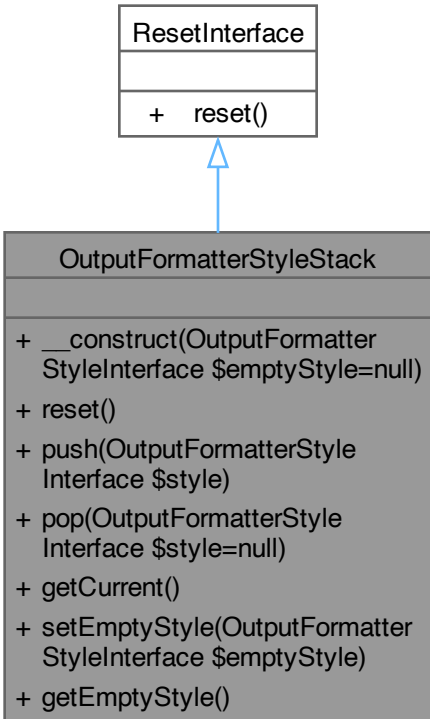 ResetInterface
+ reset()
OutputFormatterStyleStack
+ __construct(OutputFormatter
StyleInterface $emptyStyle=null)
+ reset()
+ push(OutputFormatterStyle
Interface $style)
+ pop(OutputFormatterStyle
Interface $style=null)
+ getCurrent()
+ setEmptyStyle(OutputFormatter
StyleInterface $emptyStyle)
+ getEmptyStyle()